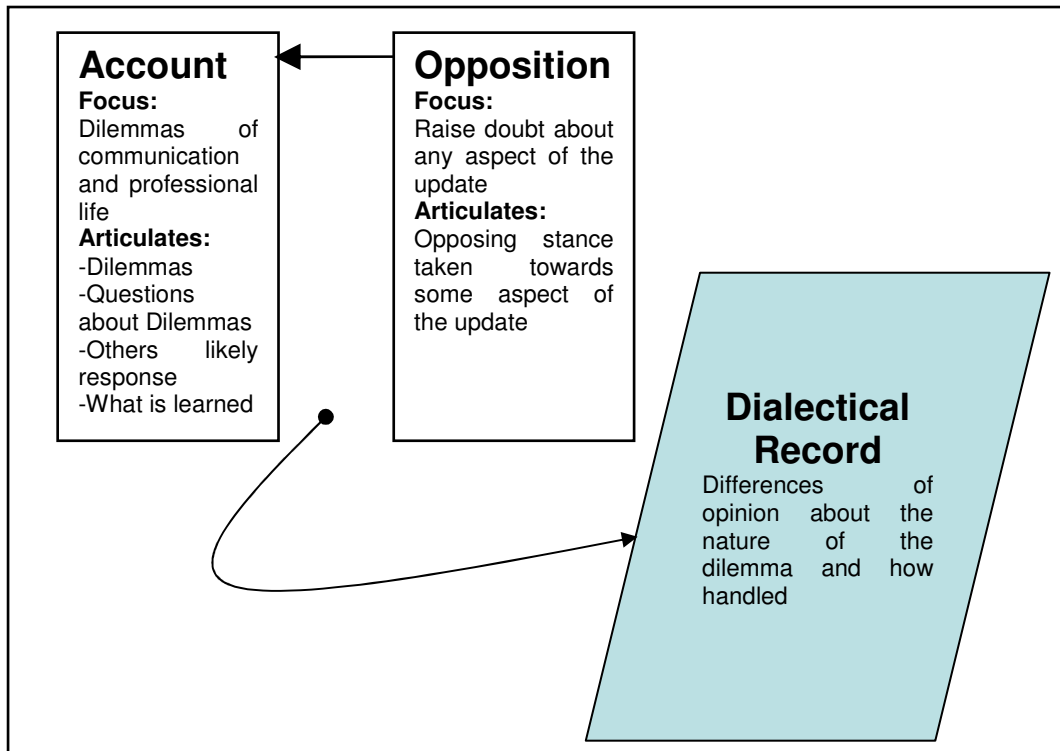 Account
Focus:
Dilemmas of
communication
and professional
life
Articulates:
-Dilemmas
-Questions
about Dilemmas
-Others likely
response
-What is learned
Opposition
Focus:
Raise doubt about
any aspect of the
update
Articulates:
Opposing stance
taken towards
some aspect of
the update
Dialectical
Record
Differences of
opinion about the
nature of the
dilemma and how
handled